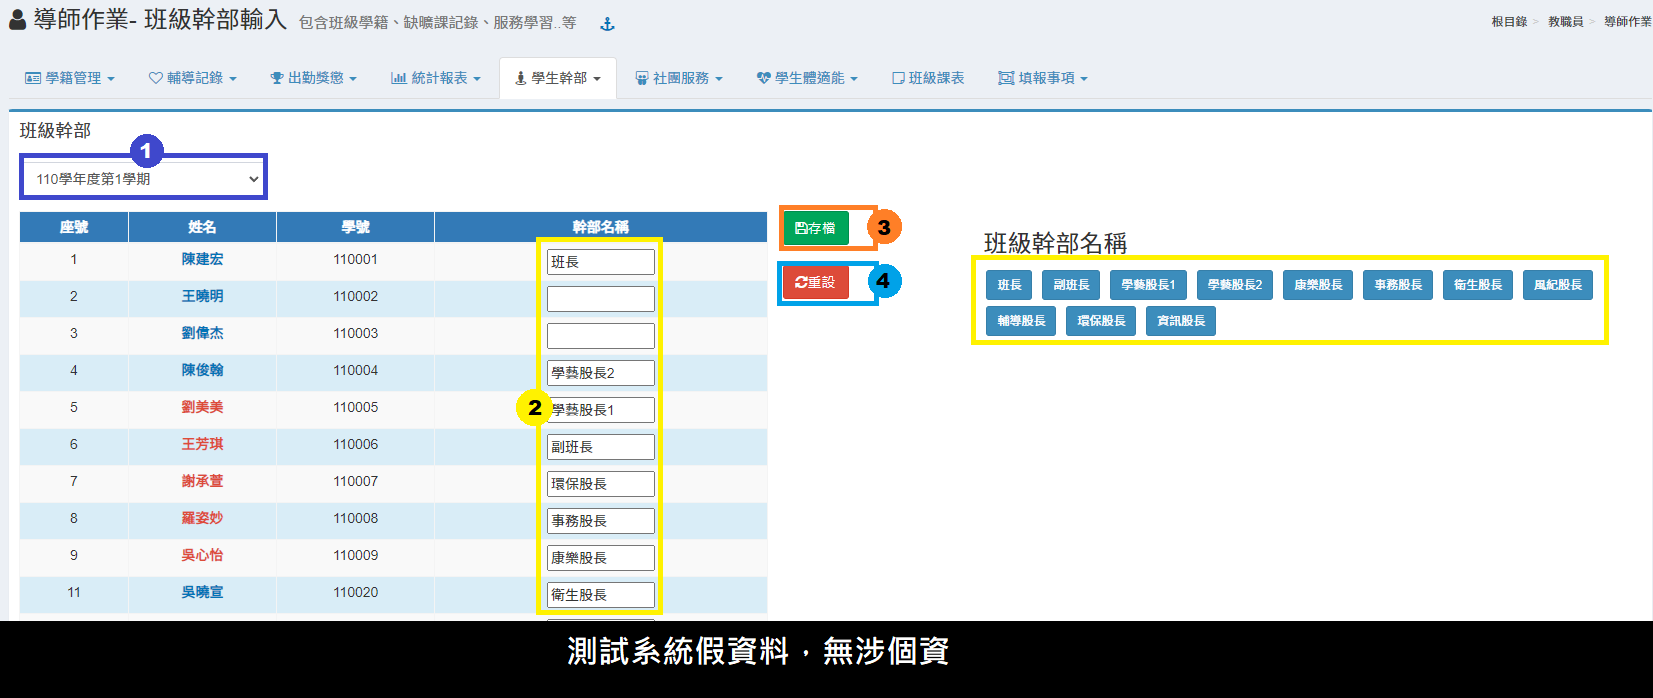 導師作業- 班級幹部輸入 包含班級學籍、缺曠課記錄、服務學習..等
根目錄 > 教職員 > 導師作業
學籍管理 輔導記錄 出勤獎懲 統計報表 學生幹部 社團服務 學生體適能 班級課表 填報事項
班級幹部
1
110學年度第1學期
座號 姓名 學號 幹部名稱
1 陳建宏 110001 班長
2 王曉明 110002
3 劉偉杰 110003
4 陳俊翰 110004 學藝股長2
5 劉美美 110005 學藝股長1
2
6 王芳琪 110006 副班長
7 謝承萱 110007 環保股長
8 羅姿妙 110008 事務股長
9 吳心怡 110009 康樂股長
11 吳曉宣 110020 衛生股長
存檔 3
重設 4
班級幹部名稱
班長 副班長 學藝股長1 學藝股長2 康樂股長 事務股長 衛生股長 風紀股長
輔導股長 環保股長 資訊股長
測試系統假資料，無涉個資